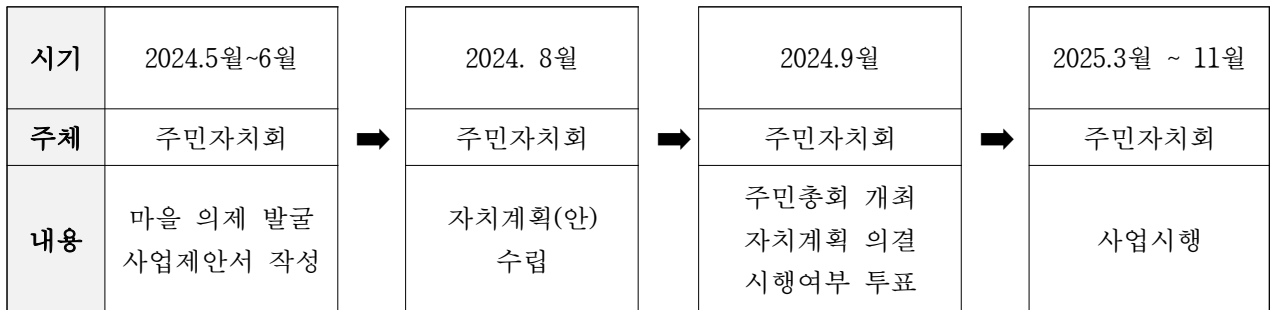 시기 2024.5월~6월 2024. 8월 2024.9월 2025.3월 ~ 11월
주체 주민자치회 ➡ 주민자치회 ➡ 주민자치회 ➡ 주민자치회
내용
마을 의제 발굴
사업제안서 작성
자치계획(안)
수립
주민총회 개최
자치계획 의결
시행여부 투표
사업시행